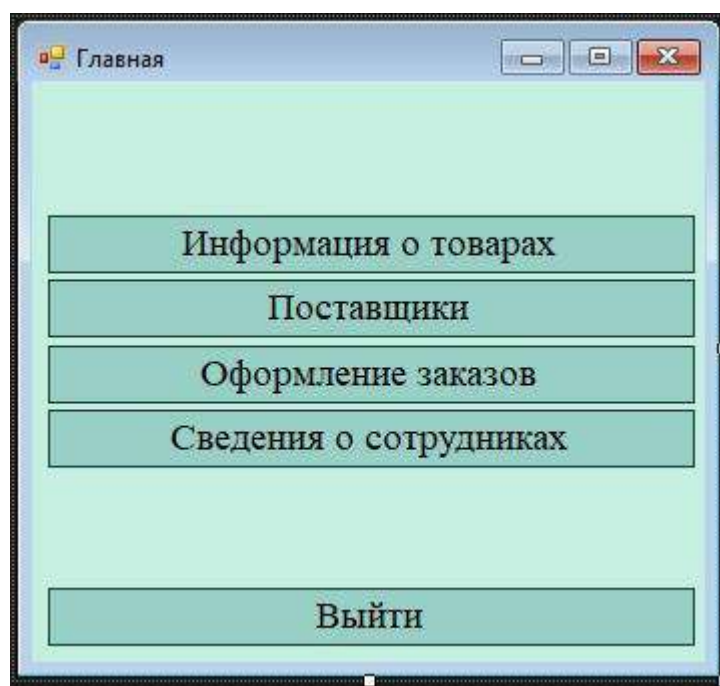 Главная
Информация о товарах
Поставщики
Оформление заказов
Сведения о сотрудниках
Выйти